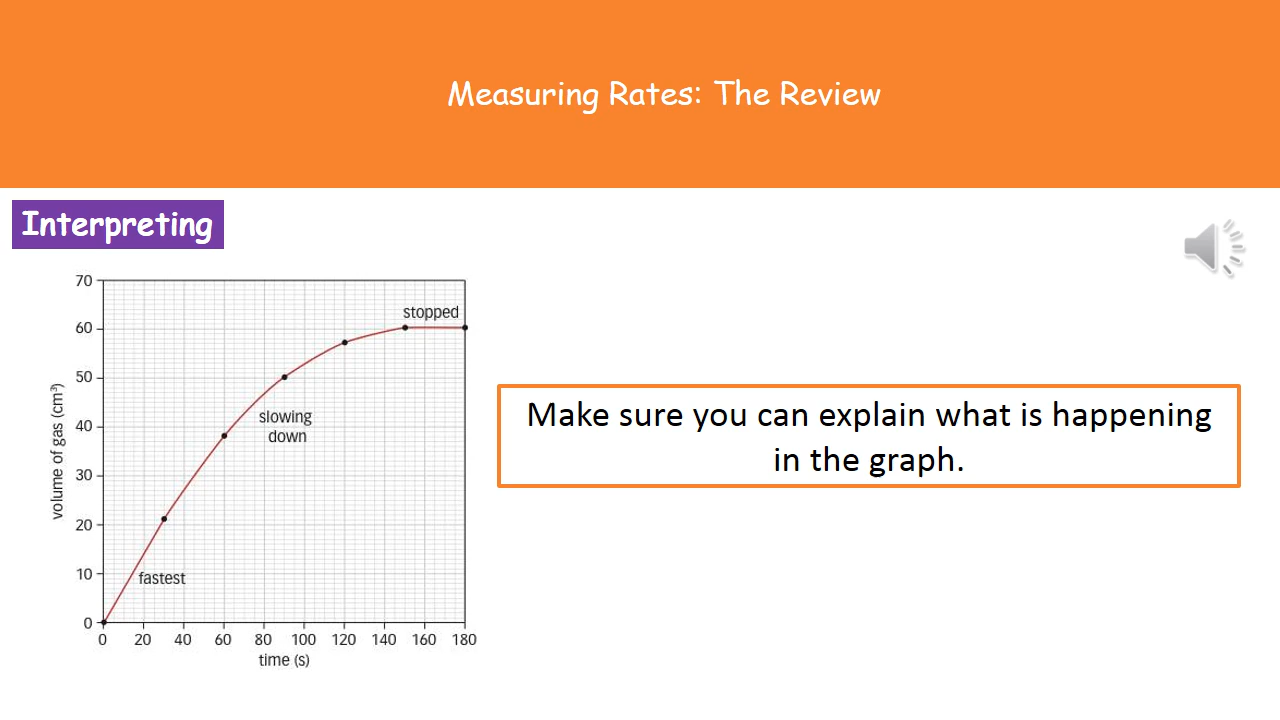 Measuring Rates: The Review
Interpreting
70
60
50
40
30
20
10
0
volume of gas (cm³)
stopped
slowing
down
fastest
0 20 40 60 80 100 120 140 160 180
time (s)
Make sure you can explain what is happening
in the graph.